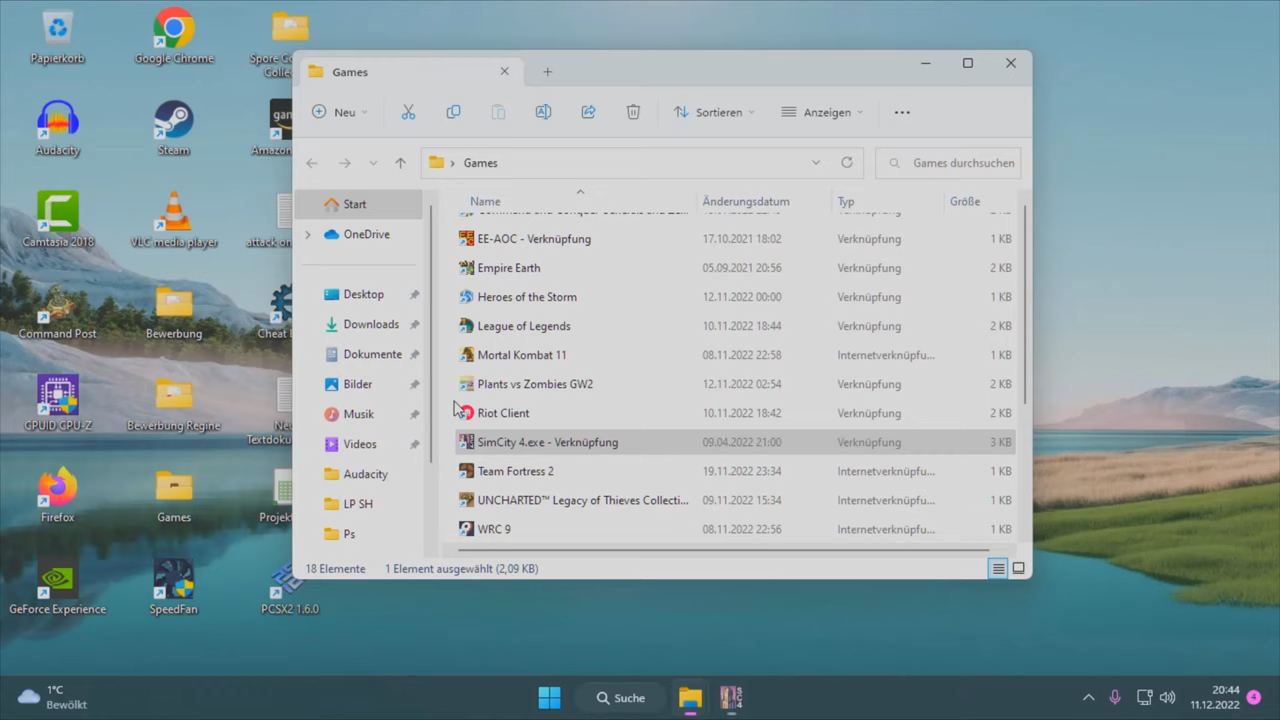 Papierkorb
Google Chrome
Spore Co
Colle
Audacity
Steam
Amazon
Camtasia 2018
VLC media player
attack on
Command Post
Bewerbung
Cheat
CPUID CPU-Z
Bewerbung Regine
Textdoku
Firefox
Games
Projek
GeForce Experience
SpeedFan
PCSX2 1.6.0
Games
Neu
Sortieren
Anzeigen
Games
Games durchsuchen
Start
OneDrive
Desktop
Downloads
Dokumente
Bilder
Musik
Videos
Audacity
LP SH
Ps
Name Änderungsdatum Typ Größe
EE-AOC - Verknüpfung 17.10.2021 18:02 Verknüpfung 1 KB
Empire Earth 05.09.2021 20:56 Verknüpfung 2 KB
Heroes of the Storm 12.11.2022 00:00 Verknüpfung 1 KB
League of Legends 10.11.2022 18:44 Verknüpfung 2 KB
Mortal Kombat 11 08.11.2022 22:58 Internetverknüpfu... 1 KB
Plants vs Zombies GW2 12.11.2022 02:54 Verknüpfung 2 KB
Riot Client 10.11.2022 18:42 Verknüpfung 2 KB
SimCity 4.exe - Verknüpfung 09.04.2022 21:00 Verknüpfung 3 KB
Team Fortress 2 19.11.2022 23:34 Internetverknüpfu... 1 KB
UNCHARTED™ Legacy of Thieves Collecti... 09.11.2022 15:34 Internetverknüpfu... 1 KB
WRC 9 08.11.2022 22:56 Internetverknüpfu... 1 KB
18 Elemente 1 Element ausgewählt (2,09 KB)
1°C
Bewölkt
Suche
20:44
11.12.2022
4